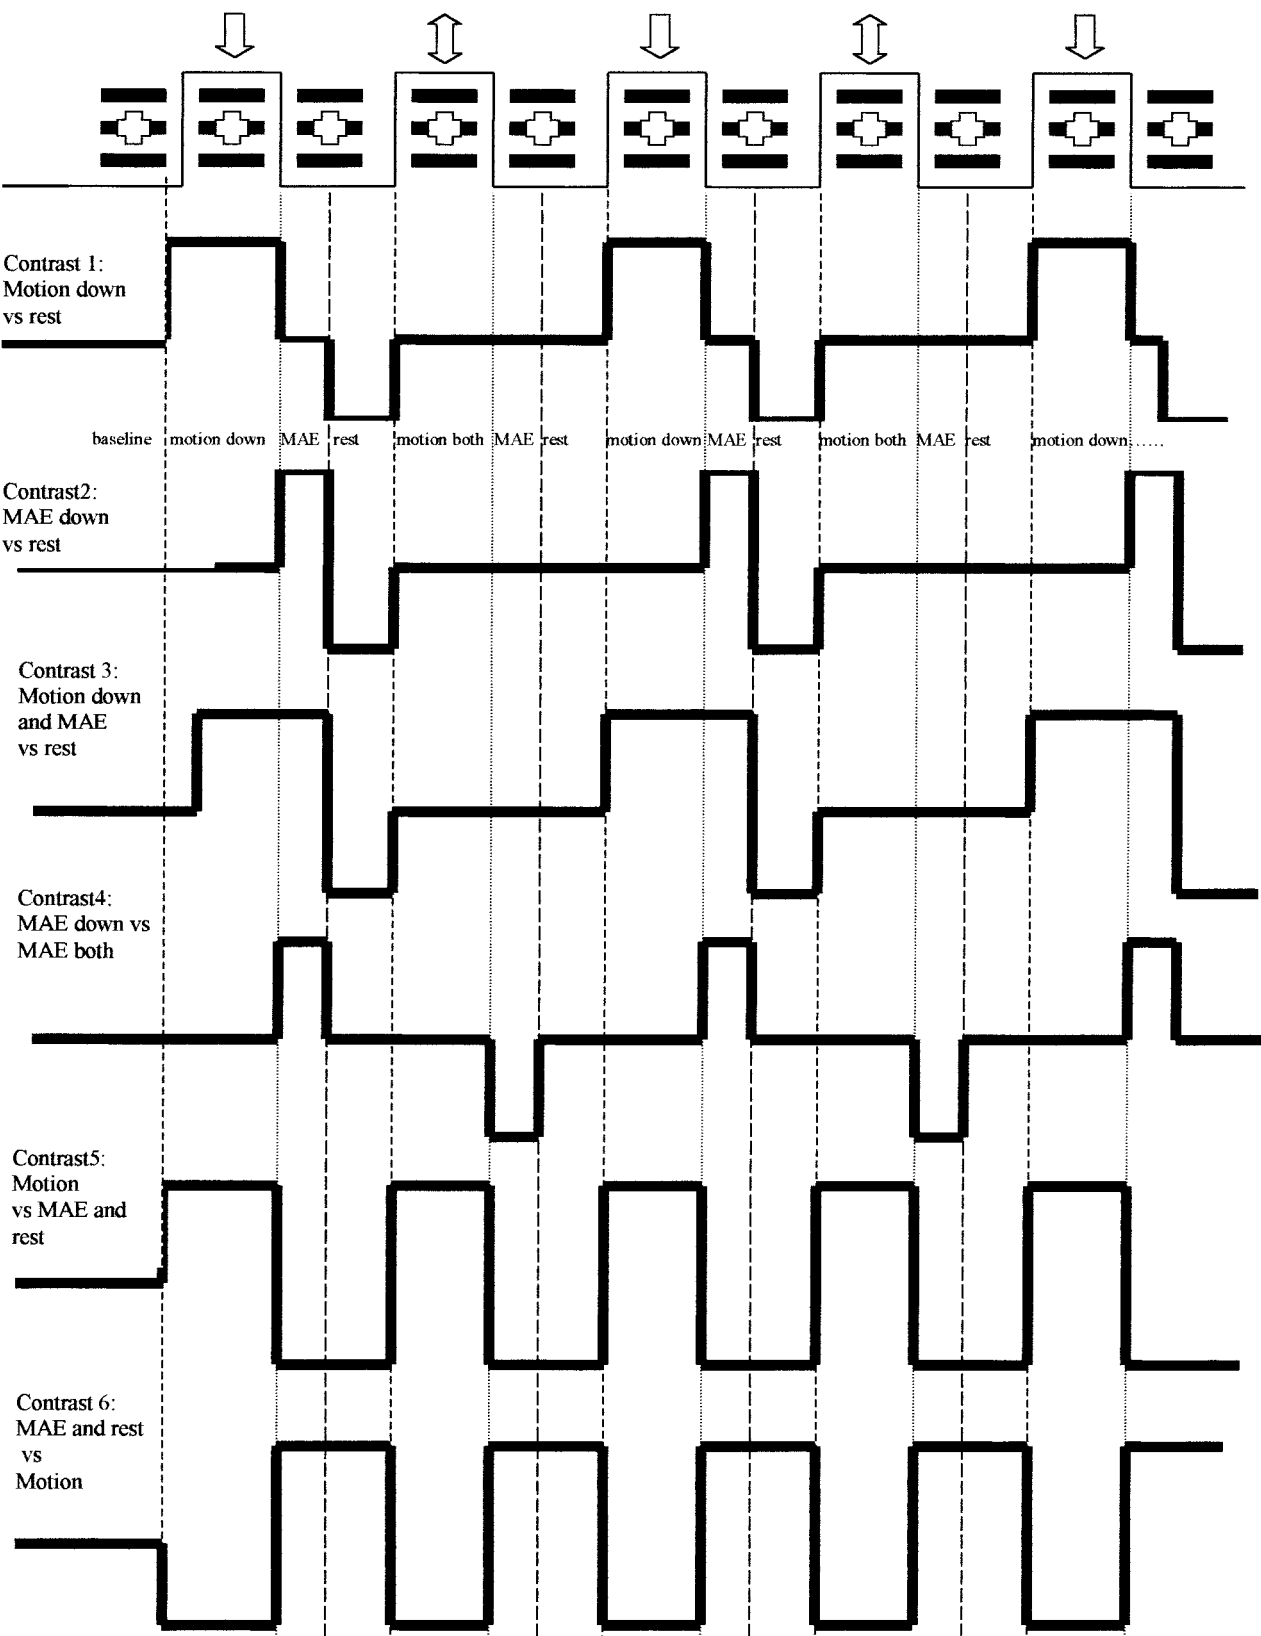 Contrast 1:
Motion down
vs rest
baseline motion down MAE rest motion both MAE rest motion down MAE rest motion both MAE rest motion down......
Contrast2:
MAE down
vs rest
Contrast 3:
Motion down
and MAE
vs rest
Contrast4:
MAE down vs
MAE both
Contrast5:
Motion
vs MAE and
rest
Contrast 6:
MAE and rest
vs
Motion